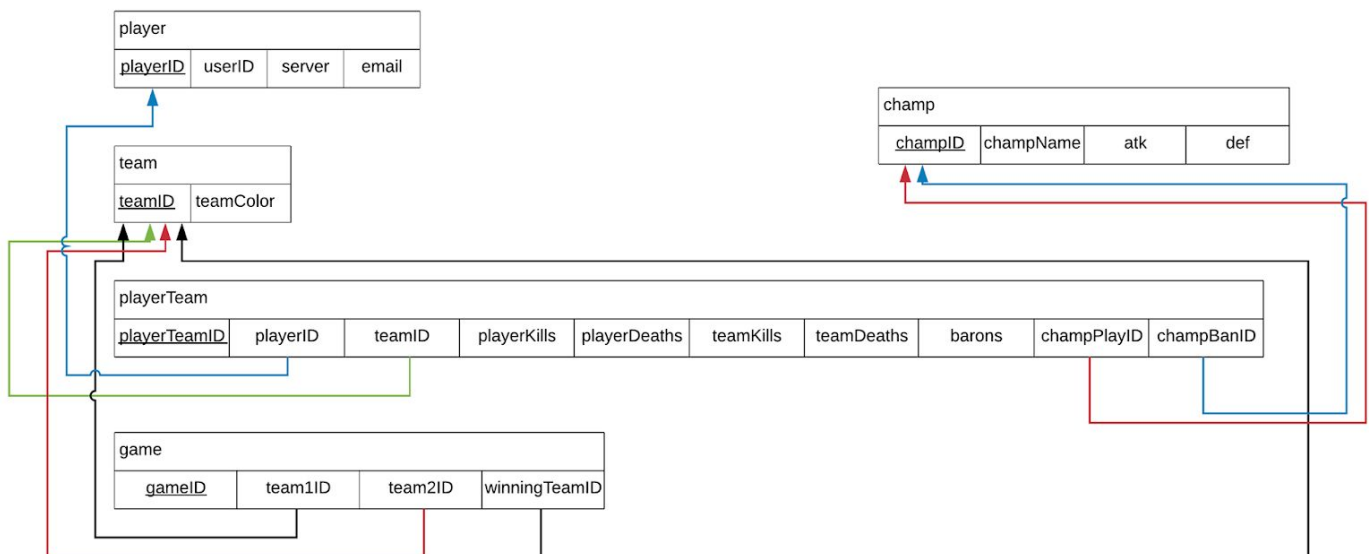 player
playerID userID server email
champ
champID champName atk def
team
teamID teamColor
playerTeam
playerTeamID playerID teamID playerKills playerDeaths teamKills teamDeaths barons champPlayID champBanID
game
gameID team1ID team2ID winningTeamID